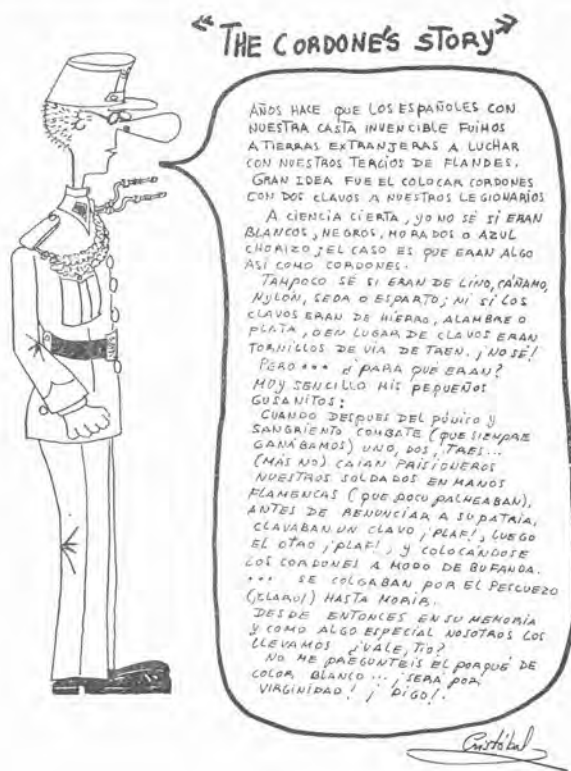 "THE CORDONE'S STORY"
AÑOS HACE QUE LOS ESPAÑOLES CON
NUESTRA CASTA INVENCIBLE FUIMOS
A TIERRAS EXTRANJERAS A LUCHAR
CON NUESTROS TERCIOS DE FLANDES.
GRAN IDEA FUE EL COLOCAR CORDONES
CON DOS CLAVOS A NUESTROS LEGIONARIOS
A CIENCIA CIERTA, YO NO SÉ SI ERAN
BLANCOS, NEGROS, MORADOS O AZUL
CHORIZO; EL CASO ES QUE ERAN ALGO
ASÍ COMO CORDONES.
TAMPOCO SÉ SI ERAN DE LINO, CÁÑAMO,
NYLON, SEDA O ESPARTO; NI SI LOS
CLAVOS ERAN DE HIERRO, ALAMBRE O
PLATA, O EN LUGAR DE CLAVOS ERAN
TORNILLOS DE VÍA DE TREN. ¡NO SÉ!
PERO... ¿PARA QUE ERAN?
MUY SENCILLO MIS PEQUEÑOS
GUSANITOS:
CUANDO DESPUES DEL PÚNICO Y
SANGRIENTO COMBATE (QUE SIEMPRE
GANÁBAMOS) UNO, DOS, TRES...
(MÁS NO). CAÍAN PRISIONEROS
NUESTROS SOLDADOS EN MANOS
FLAMENCAS (QUE POCO PALMEABAN),
ANTES DE RENUNCIAR A SU PATRIA,
CLAVABAN UN CLAVO ¡PLAF!, LUEGO
EL OTRO ¡PLAF!, Y COLOCÁNDOSE
LOS CORDONES A MODO DE BUFANDA.
... SE COLGABAN POR EL PESCUEZO
(¡CLARO!) HASTA MORIR.
DESDE ENTONCES EN SU MEMORIA
Y COMO ALGO ESPECIAL NOSOTROS LOS
LLEVAMOS ¿VALE, TIO?
NO ME PREGUNTEIS EL PORQUÉ DE
COLOR BLANCO... ¡SERÁ POR
VIRGINIDAD! ¡DIGO!.
Cristóbal